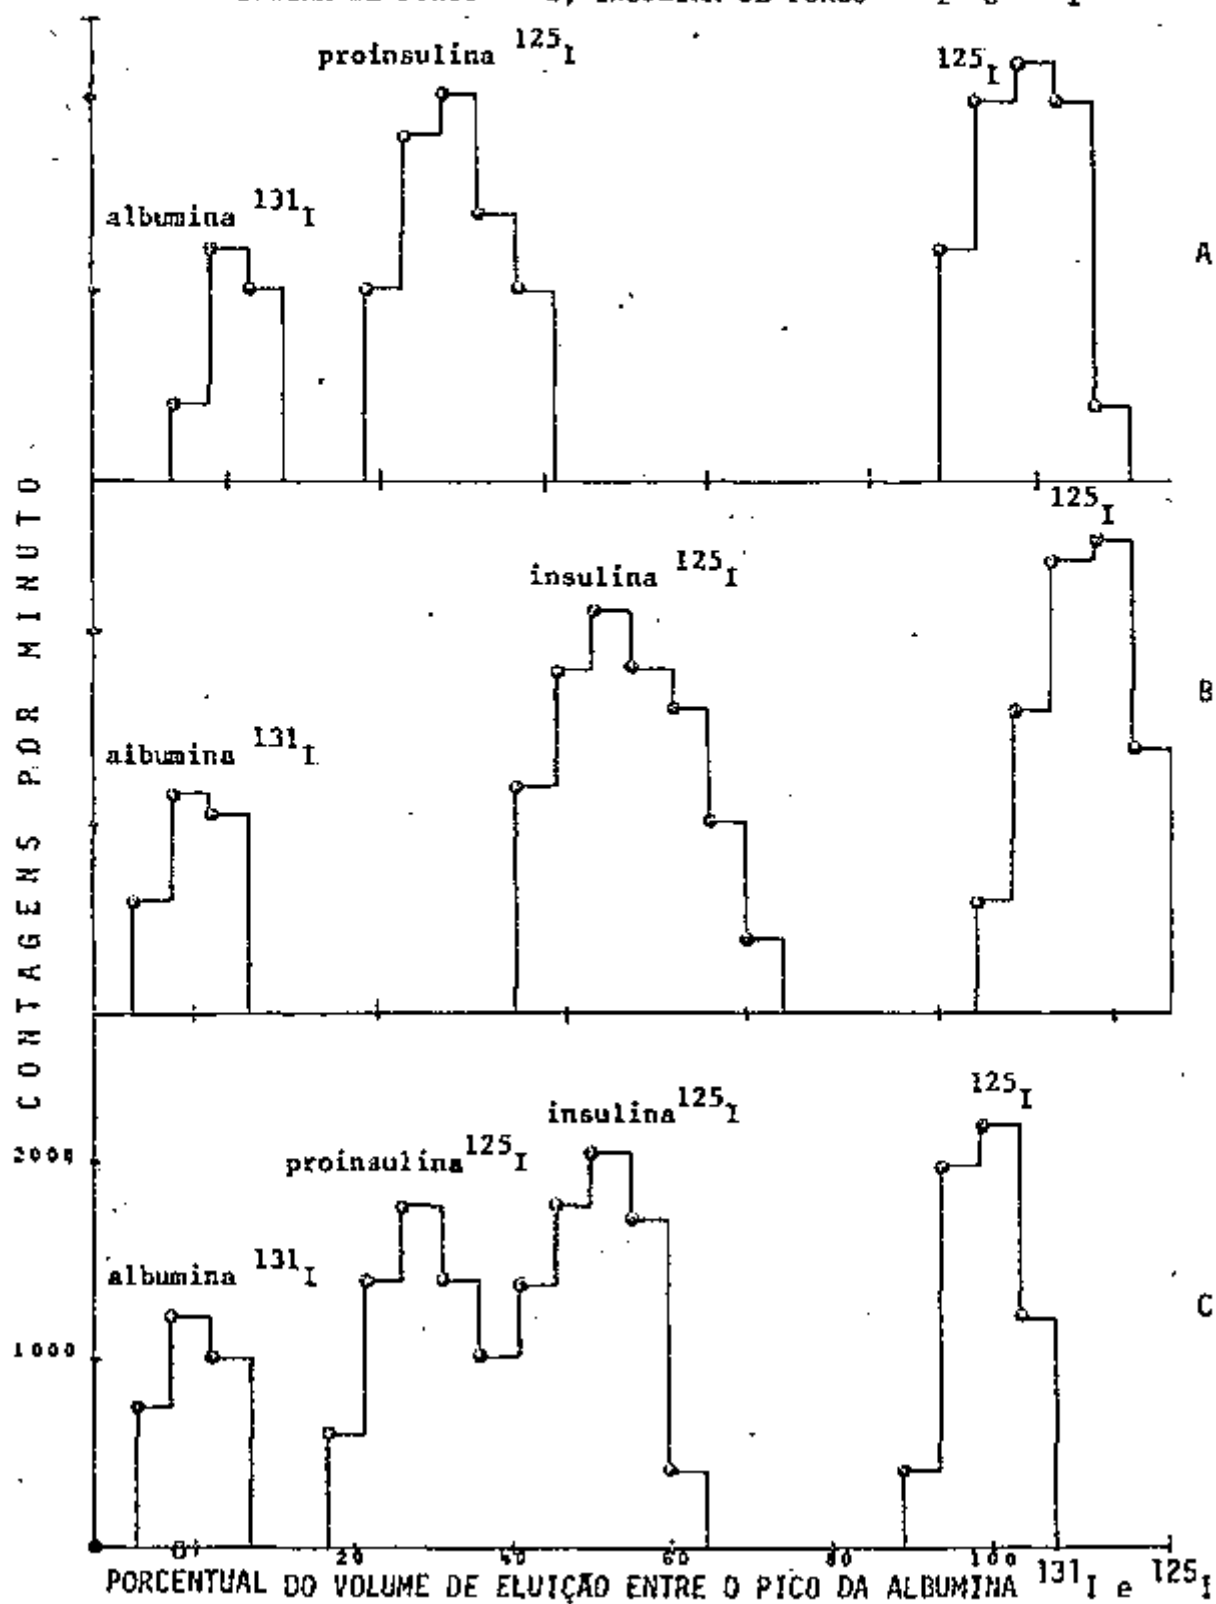 proinsulina 125I
125I
albumina 131I
A
125I
insulina 125I
B
albumina 131I
CONTAGENS POR MINUTO
125I
insulina 125I
2000
proinsulina 125I
albumina 131I
C
1000
0 20 40 60 80 100
PORCENTUAL DO VOLUME DE ELUIÇÃO ENTRE O PICO DA ALBUMINA 131I e 125I